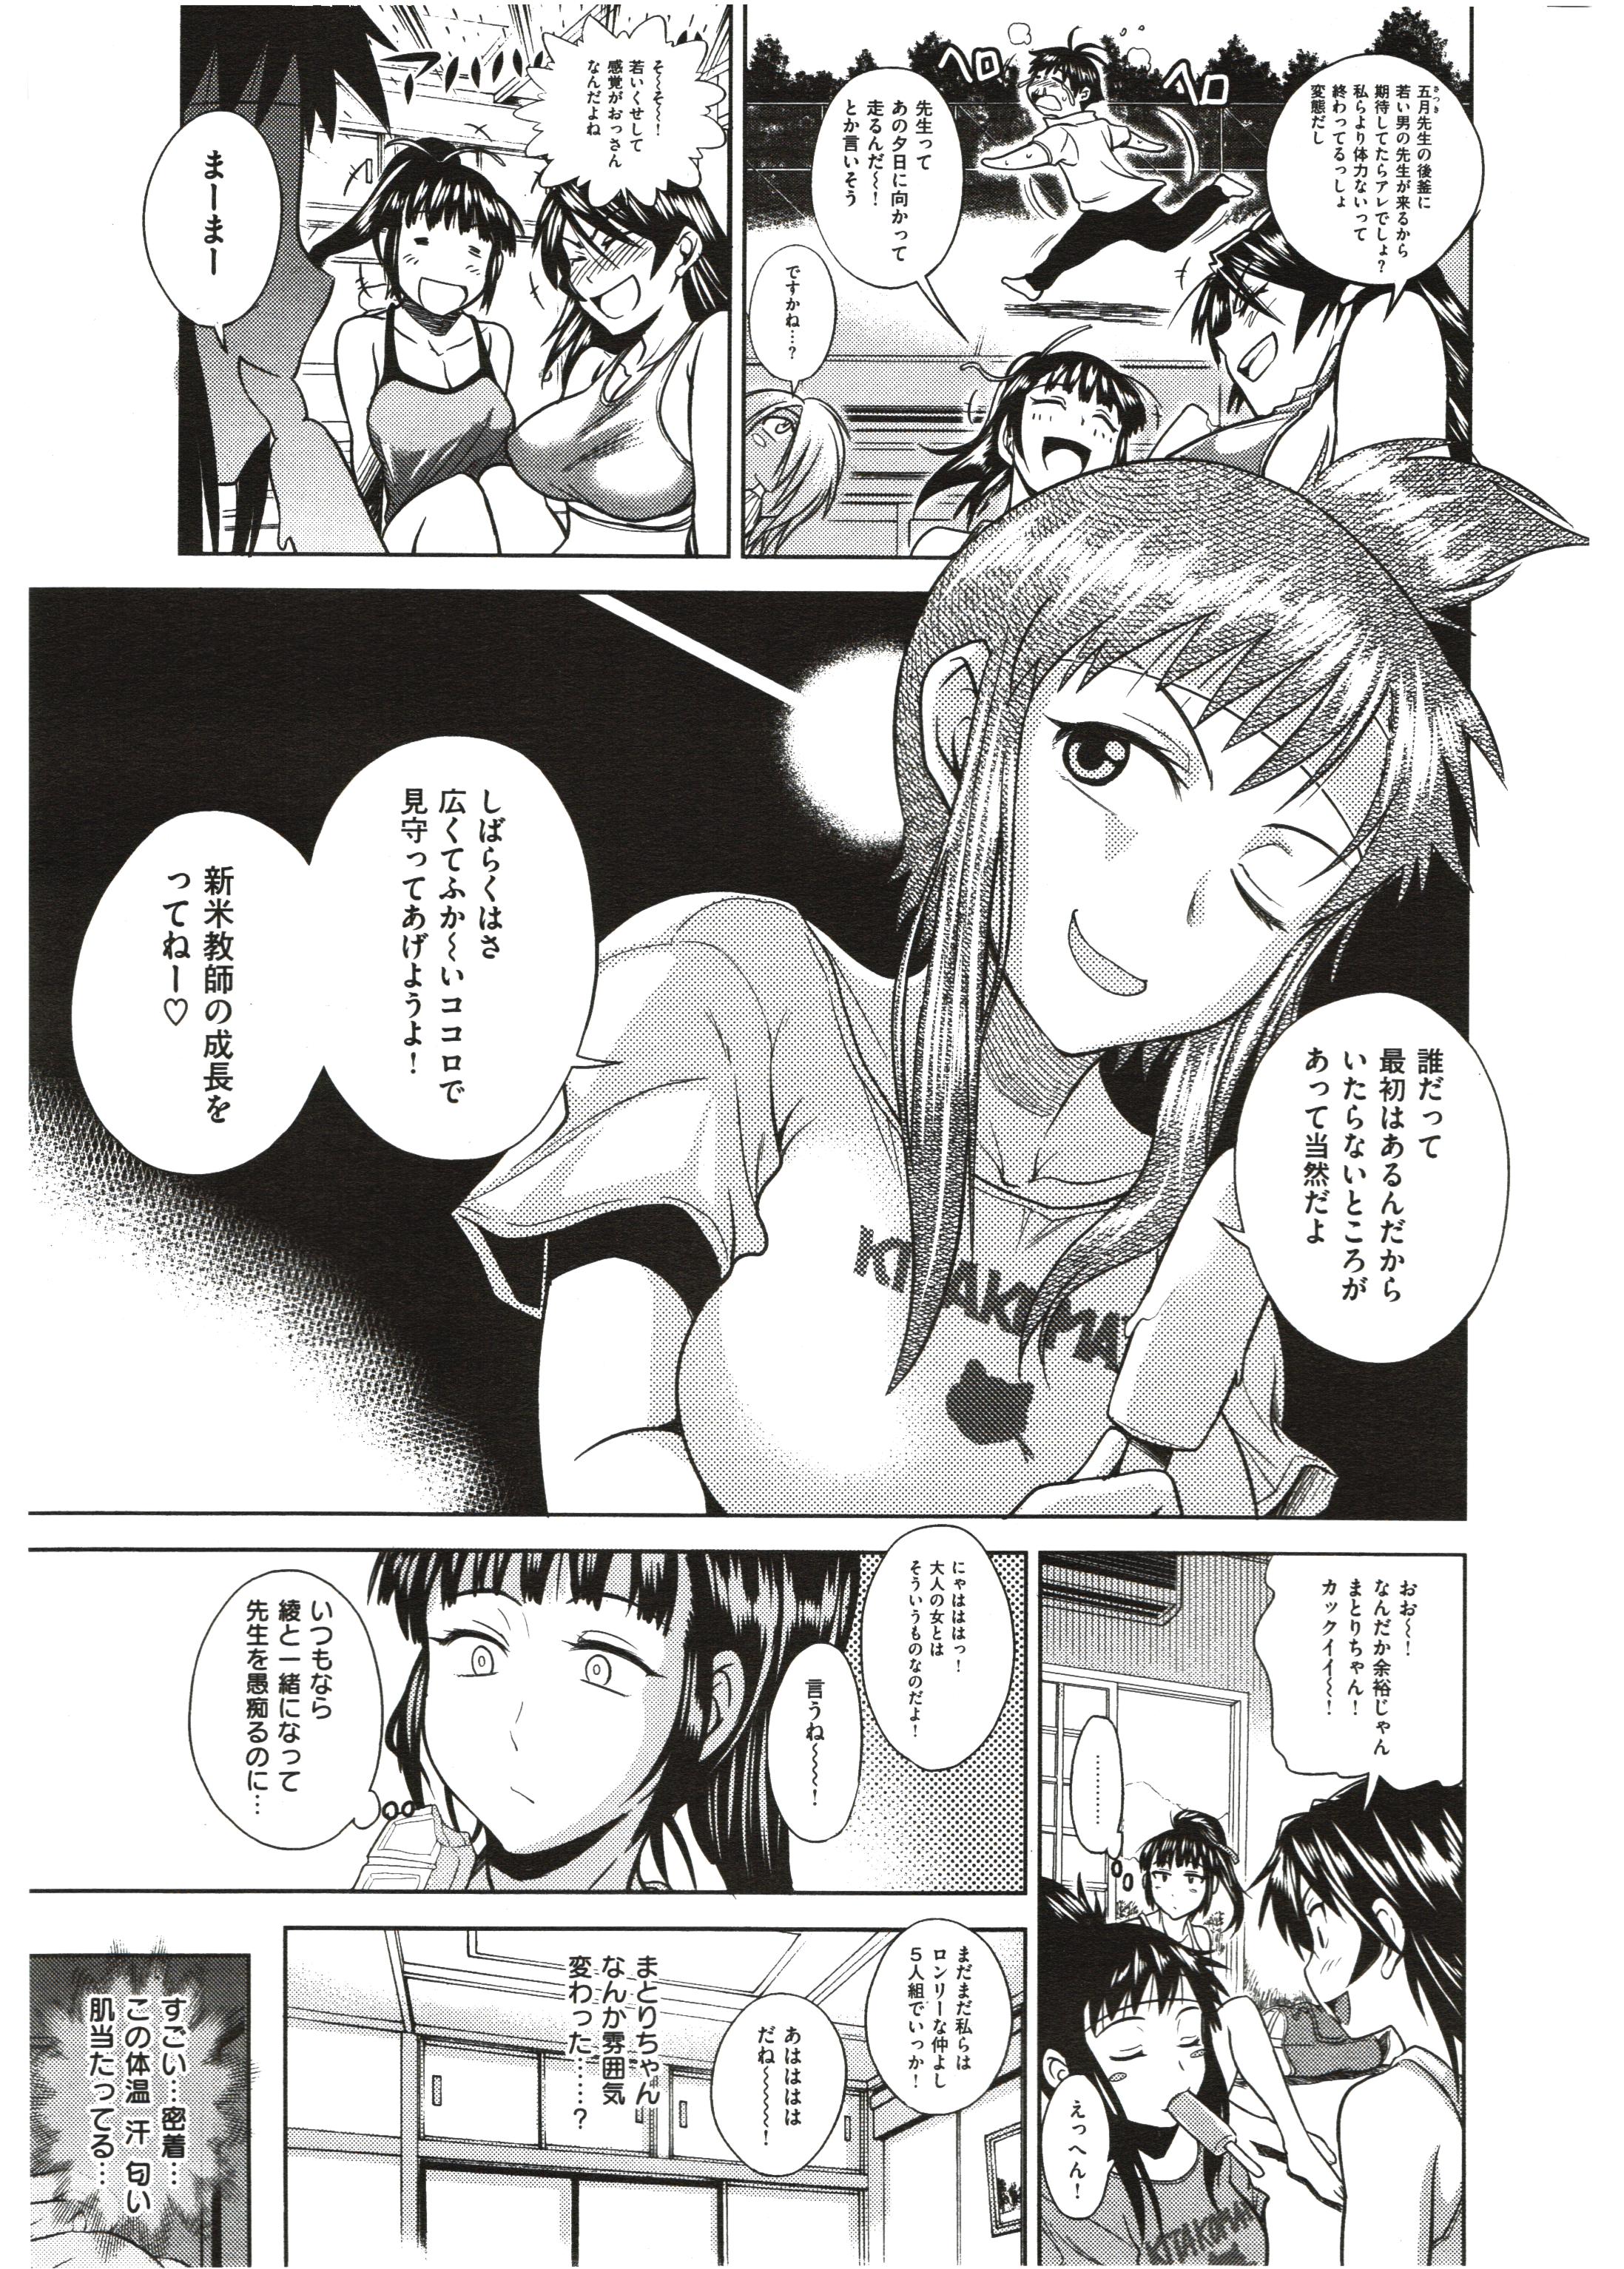 五月先生の後釜に
若い男の先生が来るから
期待してたらアレでしょ?
私らより体力ないって
終わってるっしょ
変態だし
さつき
ヘロ
ヘロ
先生って
あの夕日に向かって
走るんだ〜!
とか言いそう
ですかね…?
そ〜そ〜!
若いくせして
感覚がおっさん
なんだよね
まーまー
誰だって
最初はあるんだから
いたらないところが
あって当然だよ
しばらくはさ
広くてふか〜いココロで
見守ってあげようよ!
新米教師の成長を
ってねー♡
KITAKOMA
おお〜!
なんだか余裕じゃん
まとりちゃん!
カックイイ〜!
………
えっへん!
KITAKOMA
にゃはははっ!
大人の女とは
そういうものなのだよ!
言うね〜〜〜!
いつもなら
綾と一緒になって
先生を愚痴るのに…
まだまだ私らは
ロンリーな仲よし
5人組でいっか!
あはははは
だね〜〜〜〜!
まとりちゃん
なんか雰囲気
変わった……?
すごい…密着…
この体温 汗 匂い
肌当たってる…